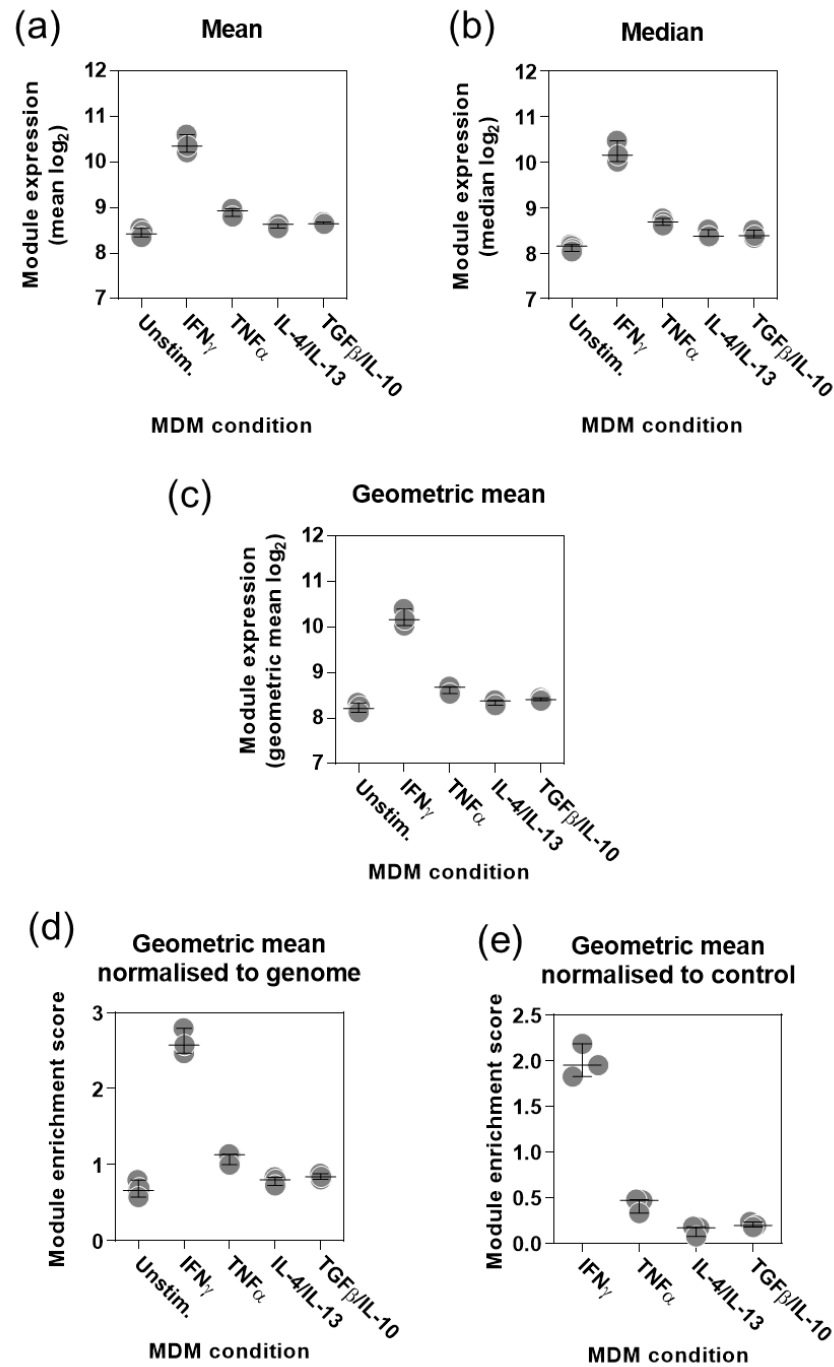 (a)
Mean
Module expression
(mean log2)
12
11
10
9
8
7
Unstim.
IFNγ
TNFα
IL-4/IL-13
TGFβ/IL-10
MDM condition
(b)
Median
Module expression
(median log2)
12
11
10
9
8
7
Unstim.
IFNγ
TNFα
IL-4/IL-13
TGFβ/IL-10
MDM condition
(c)
Geometric mean
Module expression
(geometric mean log2)
12
11
10
9
8
7
Unstim.
IFNγ
TNFα
IL-4/IL-13
TGFβ/IL-10
MDM condition
(d)
Geometric mean
normalised to genome
Module enrichment score
3
2
1
0
Unstim.
IFNγ
TNFα
IL-4/IL-13
TGFβ/IL-10
MDM condition
(e)
Geometric mean
normalised to control
Module enrichment score
2.5
2.0
1.5
1.0
0.5
0.0
IFNγ
TNFα
IL-4/IL-13
TGFβ/IL-10
MDM condition